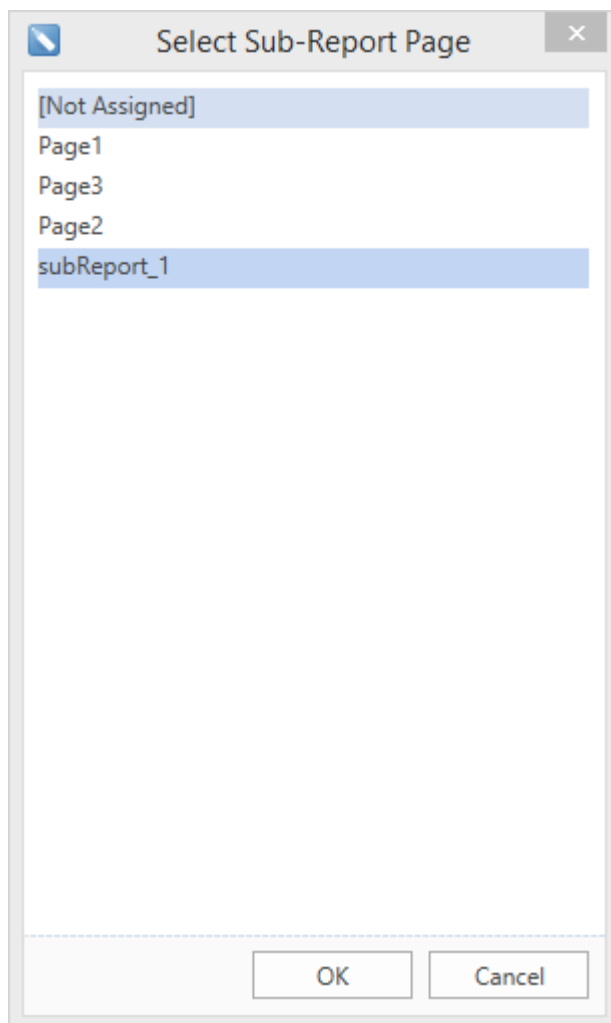 Select Sub-Report Page
[Not Assigned]
Page1
Page3
Page2
subReport_1
OK Cancel